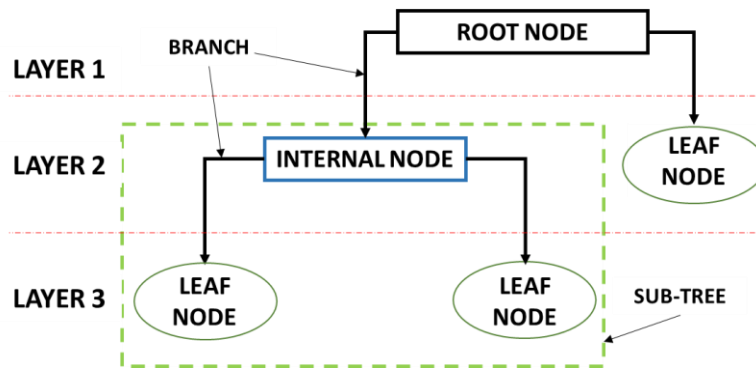 ROOT NODE
BRANCH
LAYER 1
INTERNAL NODE
LAYER 2
LEAF
NODE
LEAF
NODE
LEAF
NODE
LAYER 3
SUB-TREE